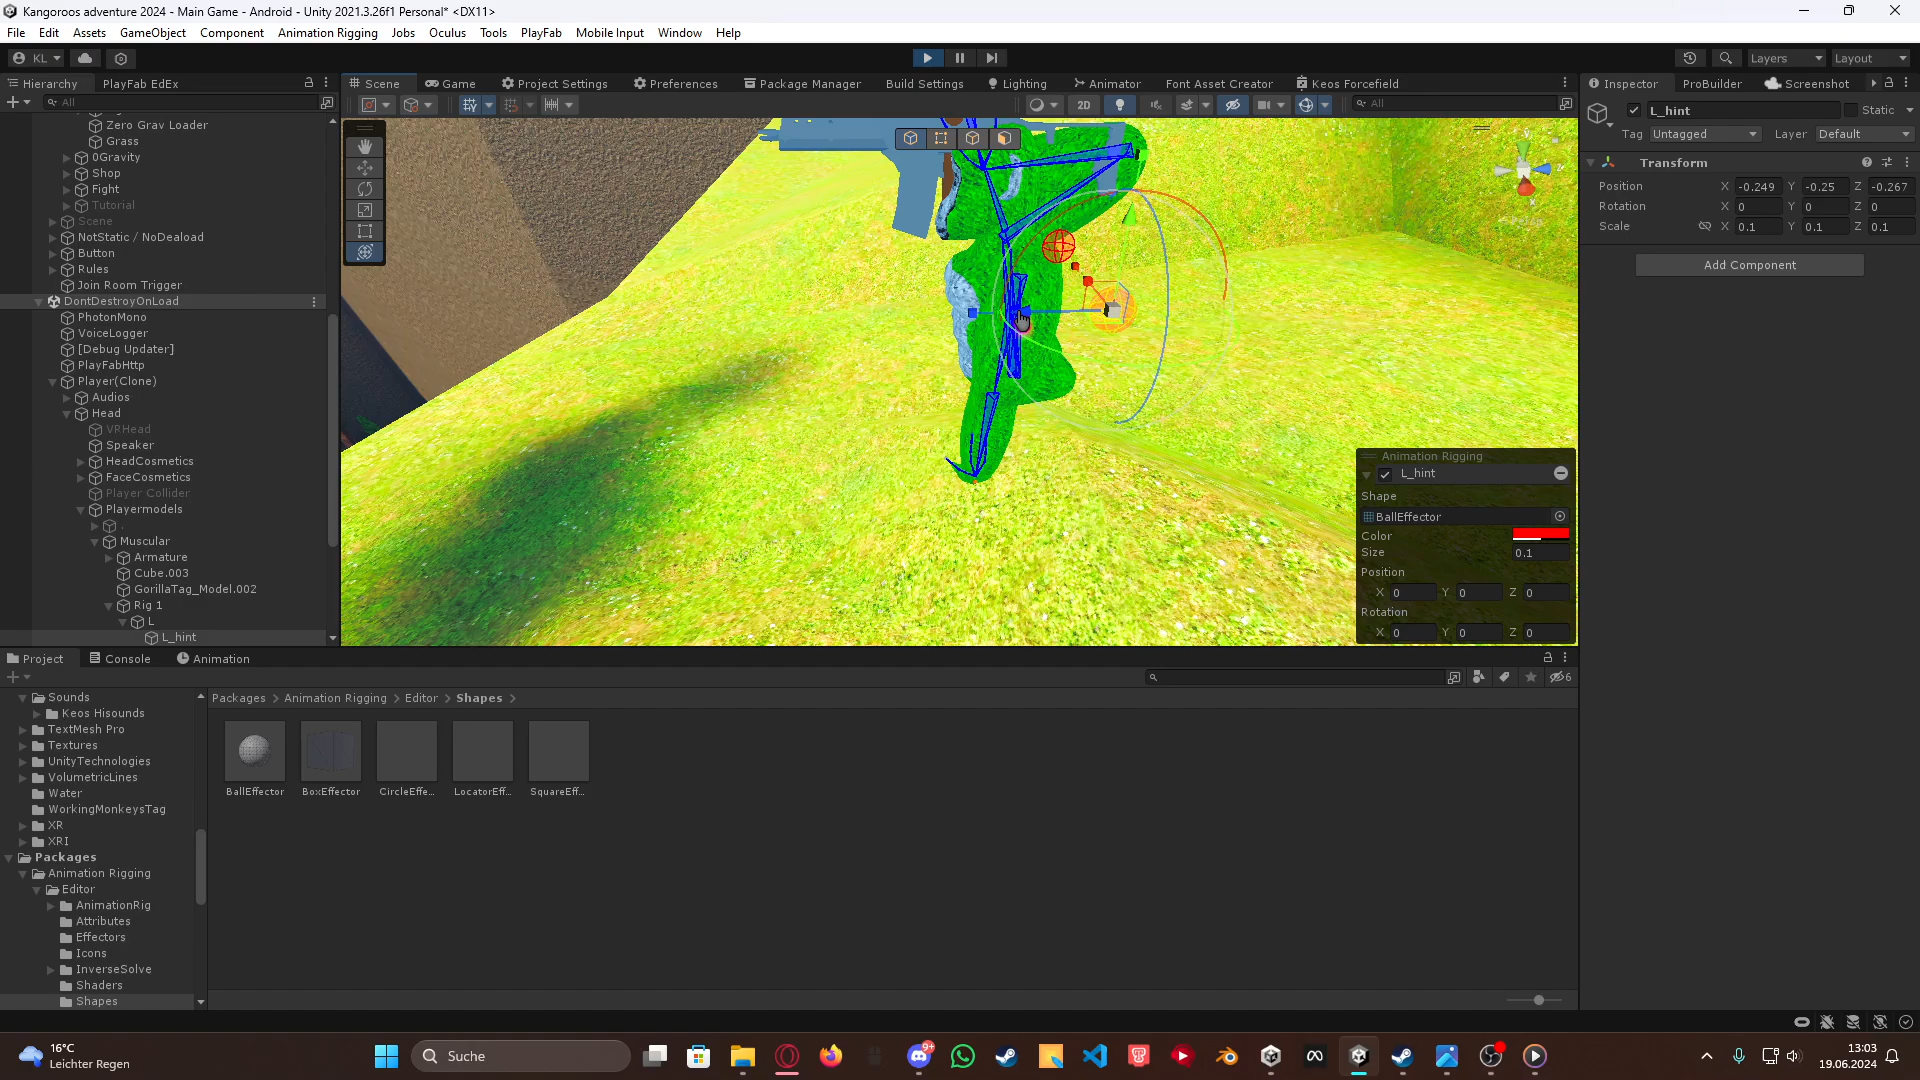 Kangoroos adventure 2024 - Main Game - Android - Unity 2021.3.26f1 Personal* <DX11>
File Edit Assets GameObject Component Animation Rigging Jobs Oculus Tools PlayFab Mobile Input Window Help
KL
Layers Layout
Hierarchy PlayFab EdEx
All
Zero Grav Loader
Grass
0Gravity
Shop
Fight
Tutorial
Scene
NotStatic / NoDeaload
Button
Rules
Join Room Trigger
DontDestroyOnLoad
PhotonMono
VoiceLogger
[Debug Updater]
PlayFabHttp
Player(Clone)
Audios
Head
VRHead
Speaker
HeadCosmetics
FaceCosmetics
Player Collider
Playermodels
.
Muscular
Armature
Cube.003
GorillaTag_Model.002
Rig 1
L
L_hint
Scene Game Project Settings Preferences Package Manager Build Settings Lighting Animator Font Asset Creator Keos Forcefield
2D All
Animation Rigging
L_hint
Shape
BallEffector
Color
Size 0.1
Position
X 0 Y 0 Z 0
Rotation
X 0 Y 0 Z 0
Inspector ProBuilder Screenshot
L_hint Static
Tag Untagged Layer Default
Transform
Position X -0.249 Y -0.25 Z -0.267
Rotation X 0 Y 0 Z 0
Scale X 0.1 Y 0.1 Z 0.1
Add Component
Project Console Animation
6
Sounds
Keos Hisounds
TextMesh Pro
Textures
UnityTechnologies
VolumetricLines
Water
WorkingMonkeysTag
XR
XRI
Packages
Animation Rigging
Editor
AnimationRig
Attributes
Effectors
Icons
InverseSolve
Shaders
Shapes
Packages > Animation Rigging > Editor > Shapes >
BallEffector BoxEffector CircleEffe... LocatorEff... SquareEff...
16°C
Leichter Regen
Suche
9+
13:03
19.06.2024